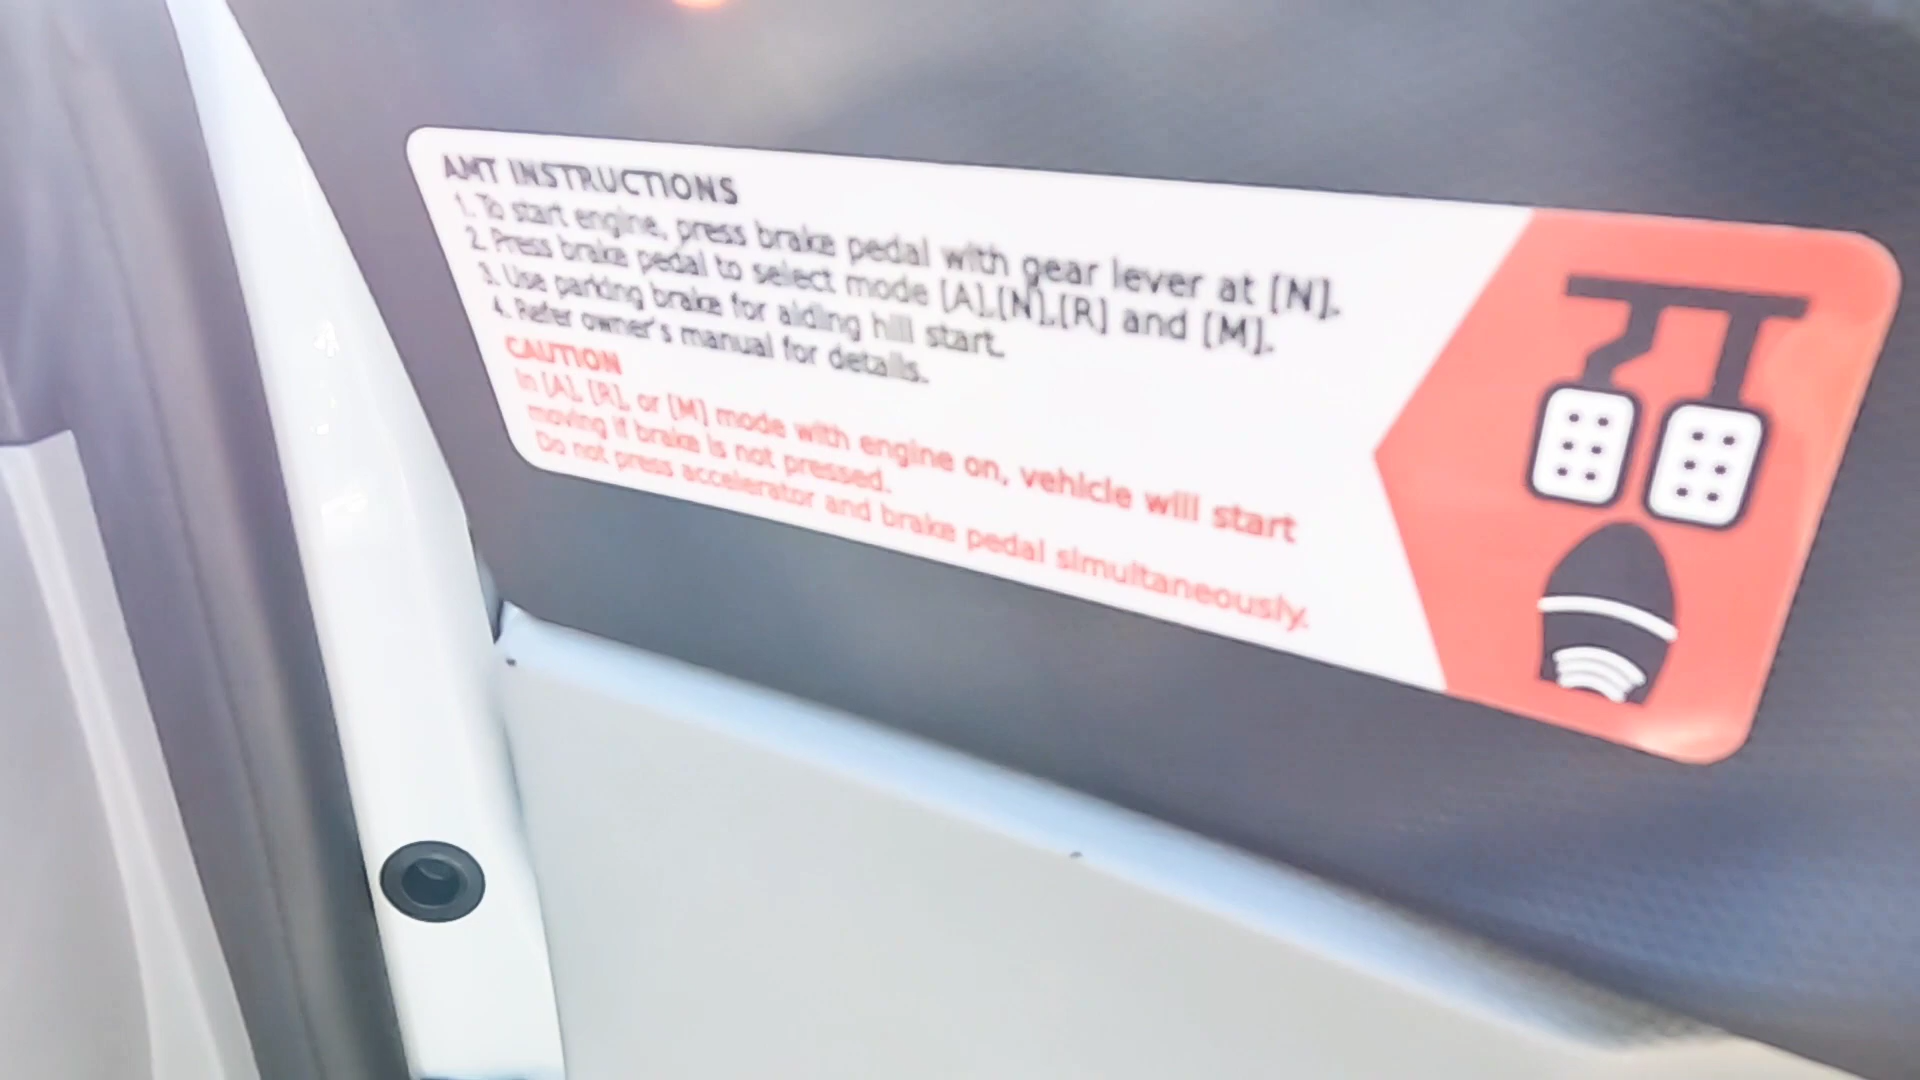 AMT INSTRUCTIONS
1. To start engine, press brake pedal with gear lever at [N].
2. Press brake pedal to select mode [A],[N],[R] and [M].
3. Use parking brake for aiding hill start.
4. Refer owner's manual for details.
CAUTION
In [A], [R], or [M] mode with engine on, vehicle will start
moving if brake is not pressed.
Do not press accelerator and brake pedal simultaneously.